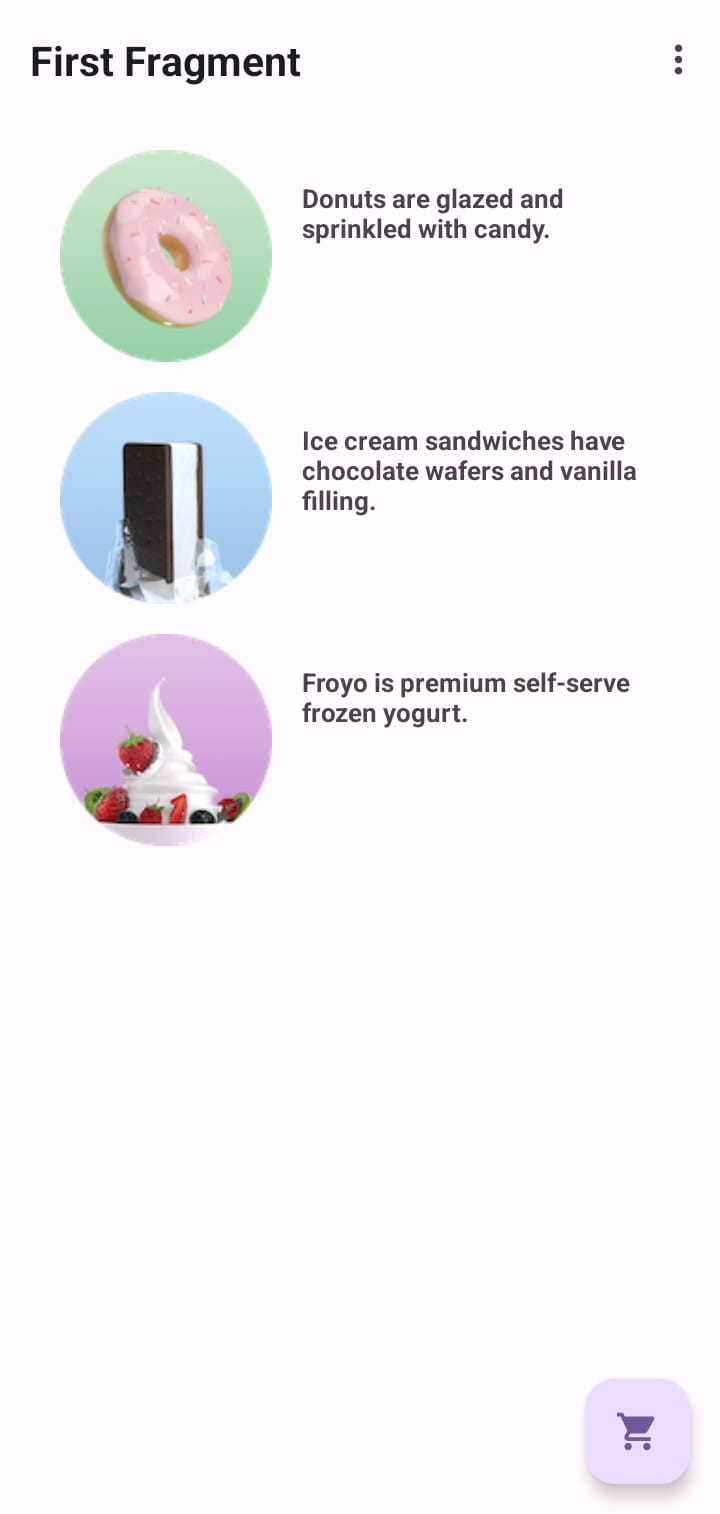 First Fragment
Donuts are glazed and
sprinkled with candy.
Ice cream sandwiches have
chocolate wafers and vanilla
filling.
Froyo is premium self-serve
frozen yogurt.